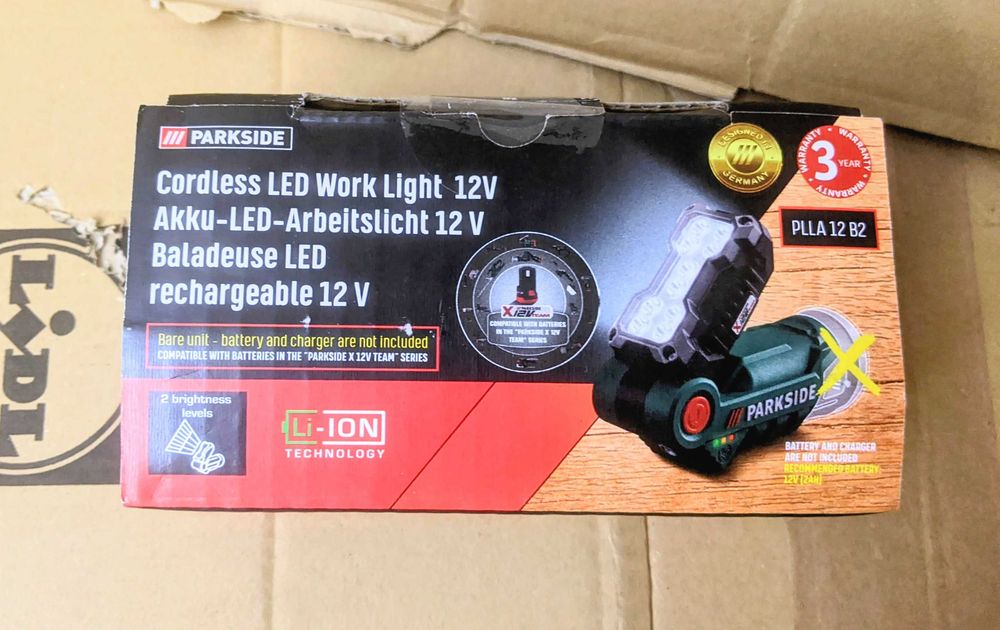 PARKSIDE
Cordless LED Work Light 12V
Akku-LED-Arbeitslicht 12 V
Baladeuse LED
rechargeable 12 V
Bare unit - battery and charger are not included
COMPATIBLE WITH BATTERIES IN THE "PARKSIDE X 12V TEAM" SERIES
2 brightness
levels
Li-ION
TECHNOLOGY
X12VTEAM
COMPATIBLE WITH BATTERIES
IN THE "PARKSIDE X 12V
TEAM" SERIES
DESIGNED IN
GERMANY
WARRANTY WARRANTY WARRANTY
3 YEAR
PLLA 12 B2
PARKSIDE
BATTERY AND CHARGER
ARE NOT INCLUDED
RECOMMENDED BATTERY
12V (2AH)
LiDL